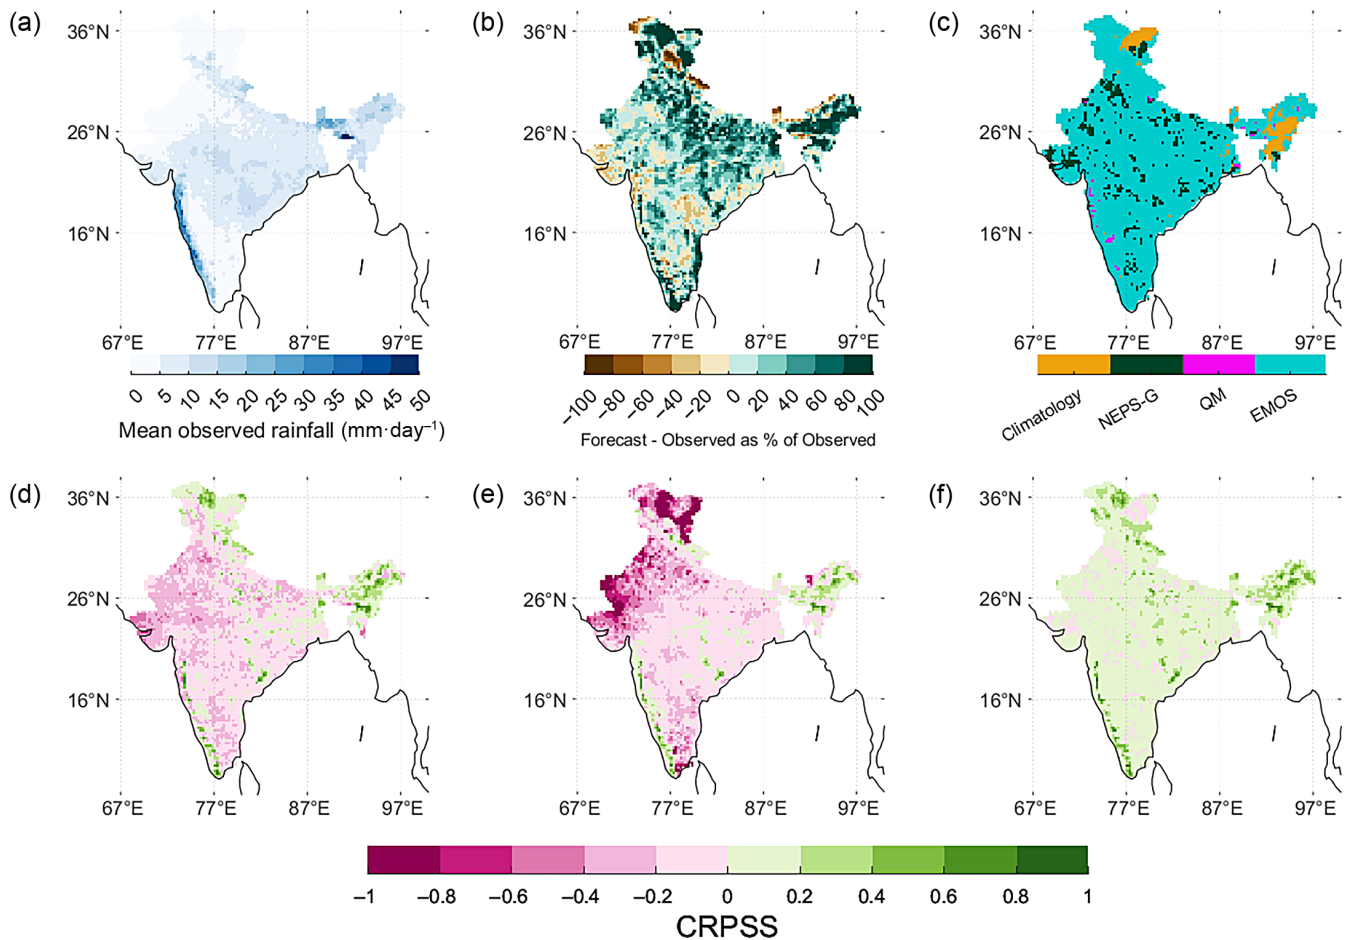 (a)
(b)
(c)
36°N
26°N
16°N
67°E 77°E 87°E 97°E
36°N
26°N
16°N
67°E 77°E 87°E 97°E
36°N
26°N
16°N
67°E 77°E 87°E 97°E
0 5 10 15 20 25 30 35 40 45 50
Mean observed rainfall (mm·day⁻¹)
−100 −80 −60 −40 −20 0 20 40 60 80 100
Forecast - Observed as % of Observed
Climatology NEPS-G QM EMOS
(d)
(e)
(f)
36°N
26°N
16°N
67°E 77°E 87°E 97°E
36°N
26°N
16°N
67°E 77°E 87°E 97°E
36°N
26°N
16°N
67°E 77°E 87°E 97°E
−1 −0.8 −0.6 −0.4 −0.2 0 0.2 0.4 0.6 0.8 1
CRPSS